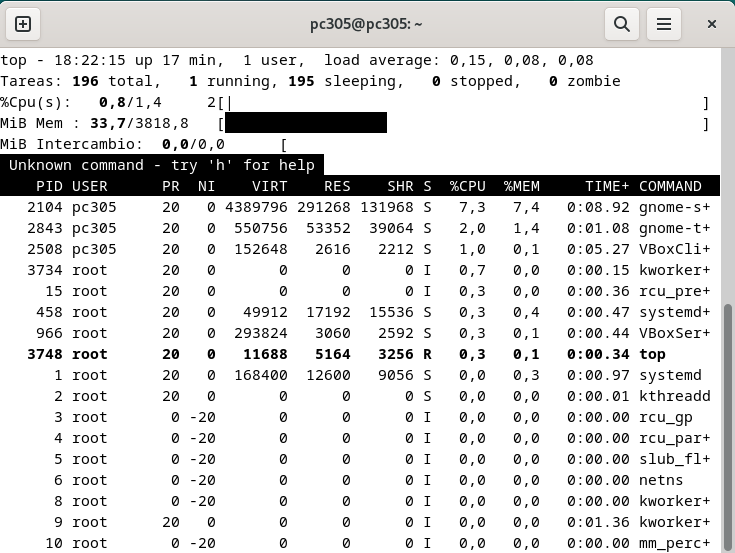 pc305@pc305: ~
top - 18:22:15 up 17 min,  1 user,  load average: 0,15, 0,08, 0,08
Tareas: 196 total,   1 running, 195 sleeping,   0 stopped,   0 zombie
%Cpu(s):   0,8/1,4     2[|                                                    ]
MiB Mem : 33,7/3818,8   [                                                     ]
MiB Intercambio:  0,0/0,0      [
 Unknown command - try 'h' for help
    PID USER      PR  NI    VIRT    RES    SHR S  %CPU  %MEM     TIME+ COMMAND
   2104 pc305     20   0 4389796 291268 131968 S   7,3   7,4   0:08.92 gnome-s+
   2843 pc305     20   0  550756  53352  39064 S   2,0   1,4   0:01.08 gnome-t+
   2508 pc305     20   0  152648   2616   2212 S   1,0   0,1   0:05.27 VBoxCli+
   3734 root      20   0       0      0      0 I   0,7   0,0   0:00.15 kworker+
     15 root      20   0       0      0      0 I   0,3   0,0   0:00.36 rcu_pre+
    458 root      20   0   49912  17192  15536 S   0,3   0,4   0:00.47 systemd+
    966 root      20   0  293824   3060   2592 S   0,3   0,1   0:00.44 VBoxSer+
   3748 root      20   0   11688   5164   3256 R   0,3   0,1   0:00.34 top
      1 root      20   0  168400  12600   9056 S   0,0   0,3   0:00.97 systemd
      2 root      20   0       0      0      0 S   0,0   0,0   0:00.01 kthreadd
      3 root       0 -20       0      0      0 I   0,0   0,0   0:00.00 rcu_gp
      4 root       0 -20       0      0      0 I   0,0   0,0   0:00.00 rcu_par+
      5 root       0 -20       0      0      0 I   0,0   0,0   0:00.00 slub_fl+
      6 root       0 -20       0      0      0 I   0,0   0,0   0:00.00 netns
      8 root       0 -20       0      0      0 I   0,0   0,0   0:00.00 kworker+
      9 root      20   0       0      0      0 I   0,0   0,0   0:01.36 kworker+
     10 root       0 -20       0      0      0 I   0,0   0,0   0:00.00 mm_perc+